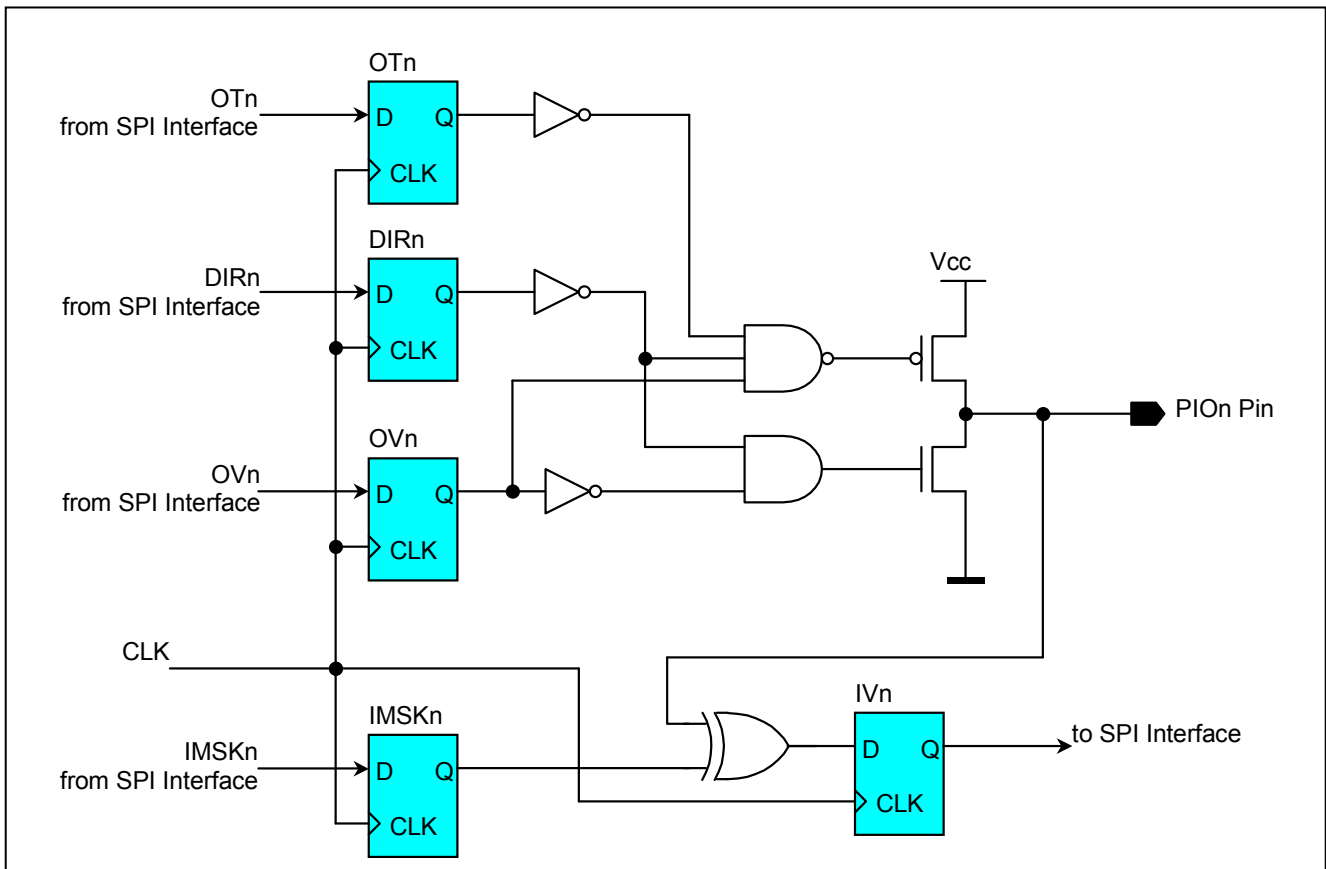 OTn
OTn
from SPI Interface
D
Q
CLK
DIRn
DIRn
from SPI Interface
D
Q
CLK
Vcc
PIOn Pin
OVn
OVn
from SPI Interface
D
Q
CLK
CLK
IMSKn
IMSKn
from SPI Interface
D
Q
CLK
IVn
D
Q
CLK
to SPI Interface